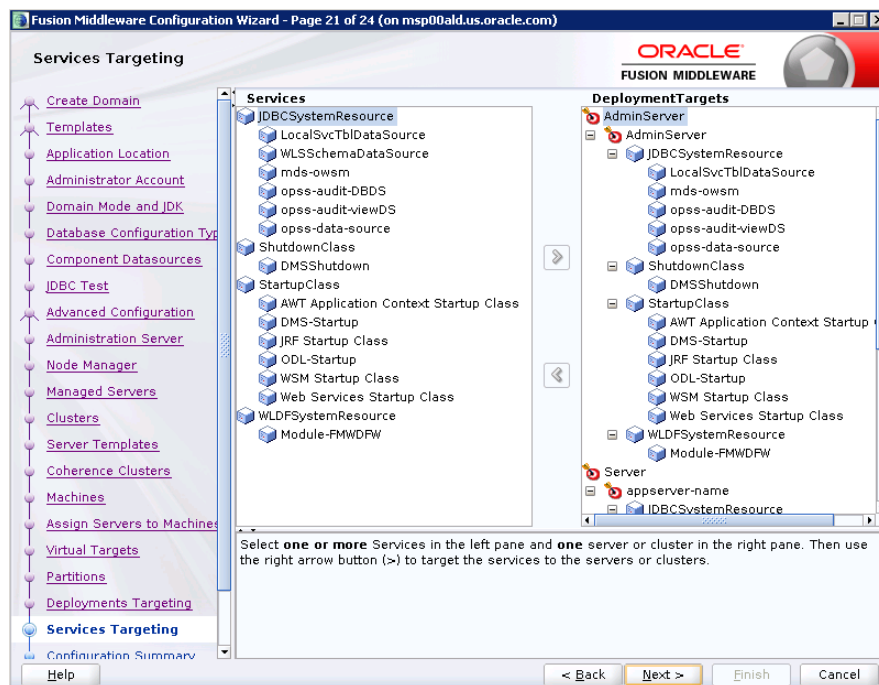 Fusion Middleware Configuration Wizard - Page 21 of 24 (on msp00ald.us.oracle.com)
Services Targeting
ORACLE
FUSION MIDDLEWARE
Create Domain
Templates
Application Location
Administrator Account
Domain Mode and JDK
Database Configuration Typ
Component Datasources
JDBC Test
Advanced Configuration
Administration Server
Node Manager
Managed Servers
Clusters
Server Templates
Coherence Clusters
Machines
Assign Servers to Machines
Virtual Targets
Partitions
Deployments Targeting
Services Targeting
Configuration Summary
Services
JDBCSystemResource
LocalSvcTblDataSource
WLSSchemaDataSource
mds-owsm
opss-audit-DBDS
opss-audit-viewDS
opss-data-source
ShutdownClass
DMSShutdown
StartupClass
AWT Application Context Startup Class
DMS-Startup
JRF Startup Class
ODL-Startup
WSM Startup Class
Web Services Startup Class
WLDFSystemResource
Module-FMWDFW
DeploymentTargets
AdminServer
AdminServer
JDBCSystemResource
LocalSvcTblDataSource
mds-owsm
opss-audit-DBDS
opss-audit-viewDS
opss-data-source
ShutdownClass
DMSShutdown
StartupClass
AWT Application Context Startup
DMS-Startup
JRF Startup Class
ODL-Startup
WSM Startup Class
Web Services Startup Class
WLDFSystemResource
Module-FMWDFW
Server
appserver-name
JDBCSystemResource
Select one or more Services in the left pane and one server or cluster in the right pane. Then use
the right arrow button (>) to target the services to the servers or clusters.
Help
< Back
Next >
Finish
Cancel